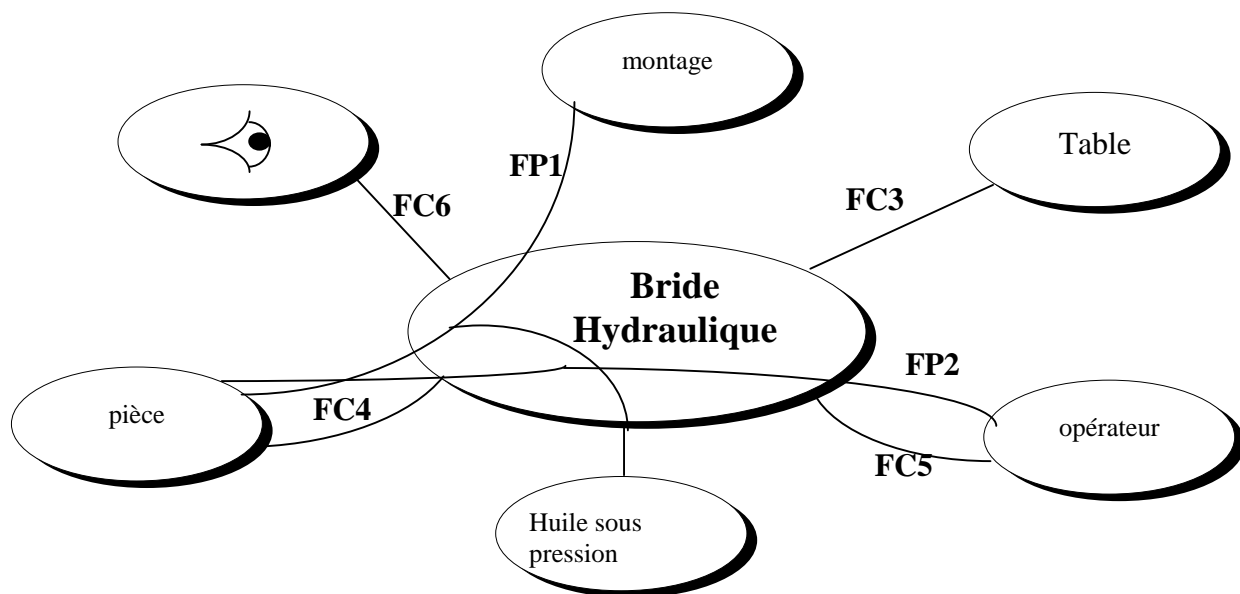 montage
Table
FP1
FC3
FC6
Bride
Hydraulique
FP2
pièce
FC4
opérateur
FC5
Huile sous
pression